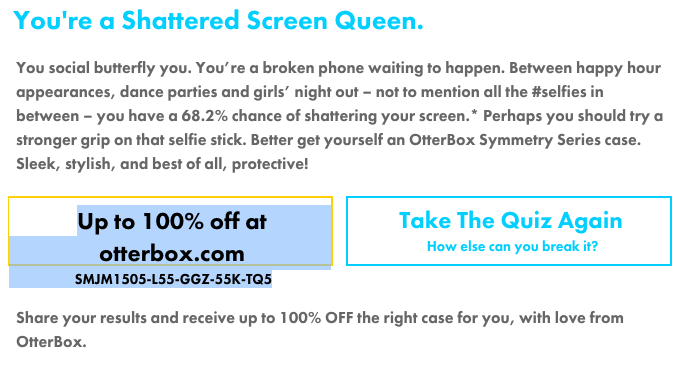 You're a Shattered Screen Queen.
You social butterfly you. You’re a broken phone waiting to happen. Between happy hour
appearances, dance parties and girls’ night out – not to mention all the #selfies in
between – you have a 68.2% chance of shattering your screen.* Perhaps you should try a
stronger grip on that selfie stick. Better get yourself an OtterBox Symmetry Series case.
Sleek, stylish, and best of all, protective!
Up to 100% off at
otterbox.com
SMJM1505-L55-GGZ-55K-TQ5
Take The Quiz Again
How else can you break it?
Share your results and receive up to 100% OFF the right case for you, with love from
OtterBox.